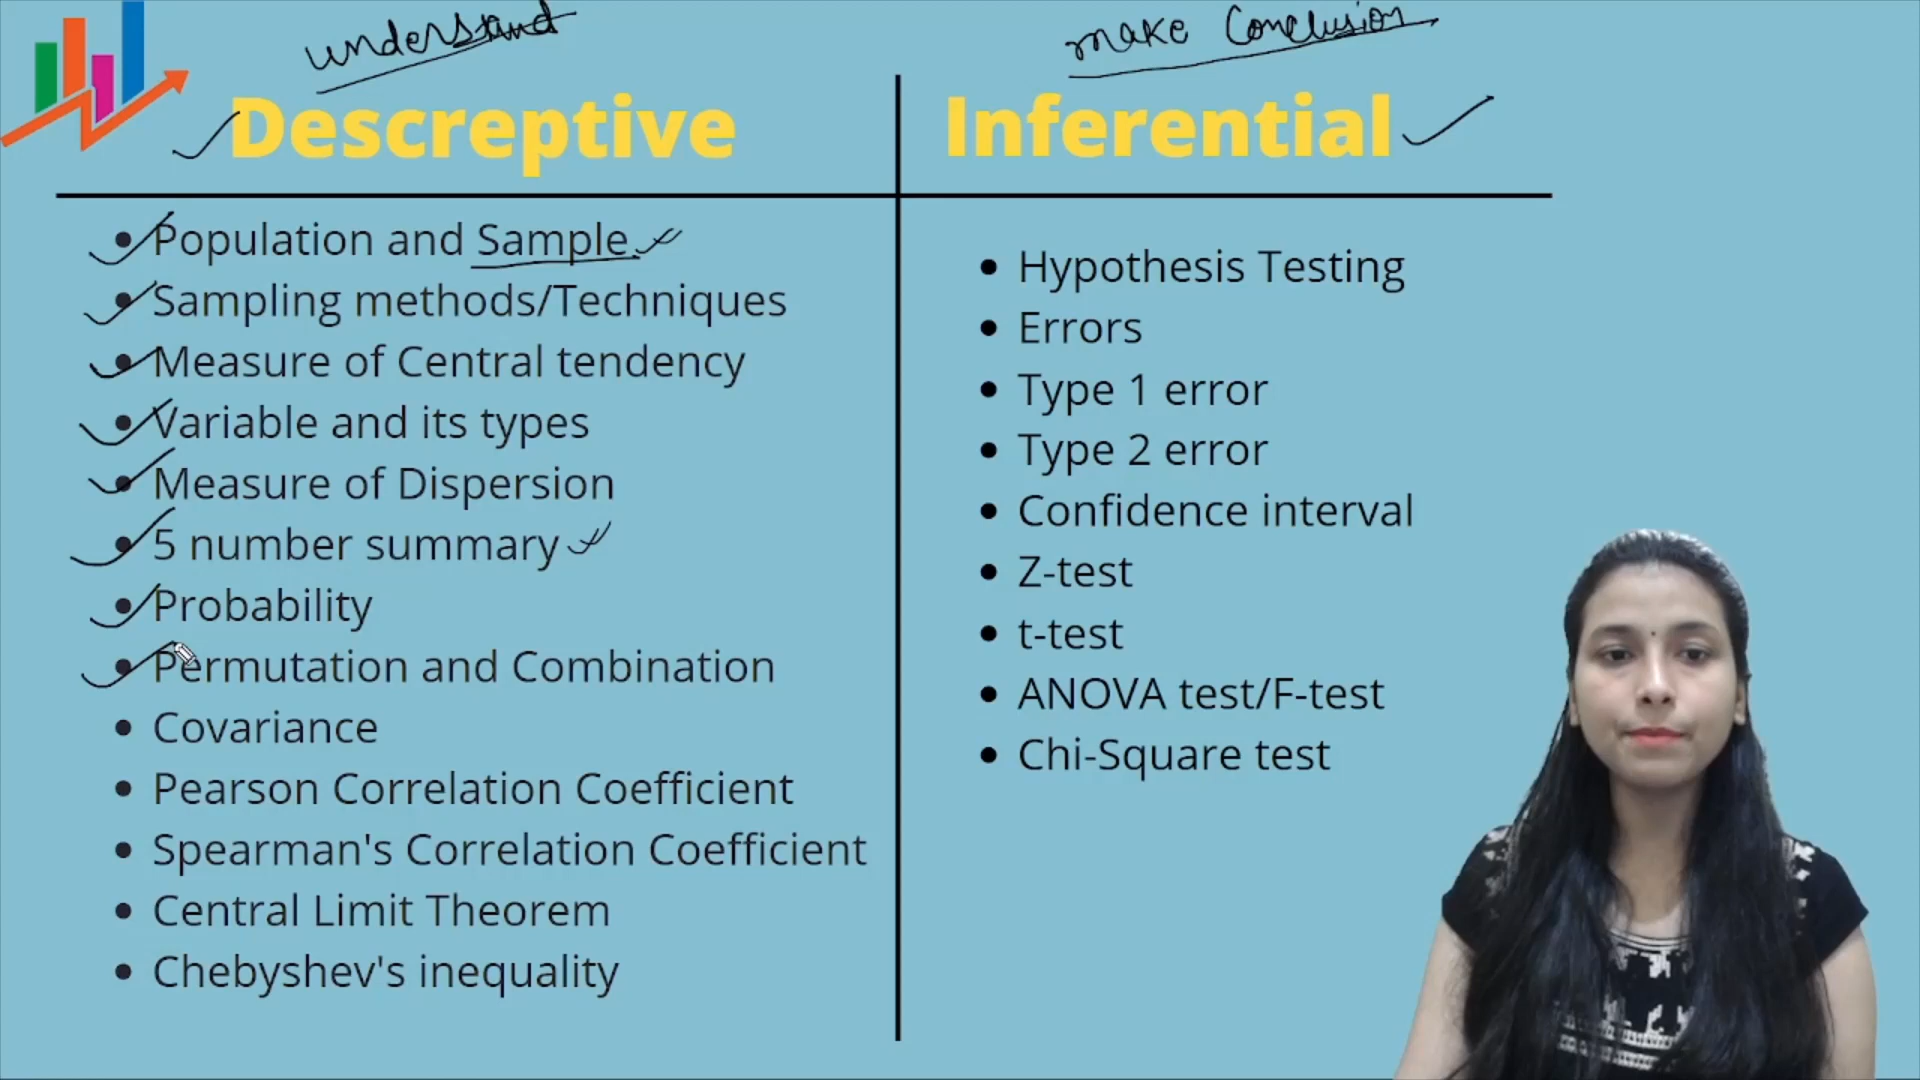 understand
make Conclusion
Descreptive
Inferential
Population and Sample.
Sampling methods/Techniques
Measure of Central tendency
Variable and its types
Measure of Dispersion
5 number summary
Probability
Permutation and Combination
Covariance
Pearson Correlation Coefficient
Spearman's Correlation Coefficient
Central Limit Theorem
Chebyshev's inequality
Hypothesis Testing
Errors
Type 1 error
Type 2 error
Confidence interval
Z-test
t-test
ANOVA test/F-test
Chi-Square test